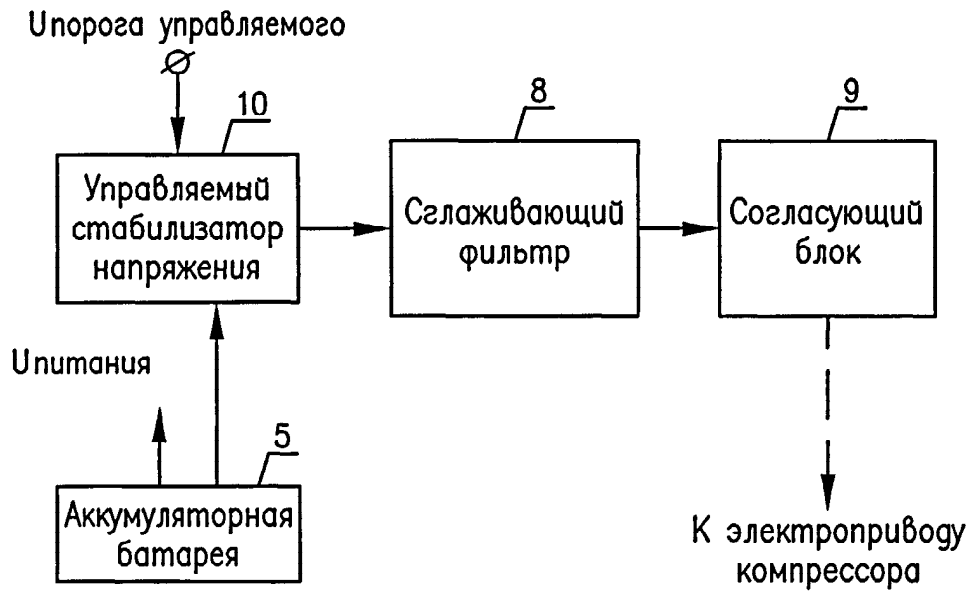 Uпорога управляемого
10
8
9
Управляемый
стабилизатор
напряжения
Сглаживающий
фильтр
Согласующий
блок
Uпитания
5
Аккумуляторная
батарея
К электроприводу
компрессора